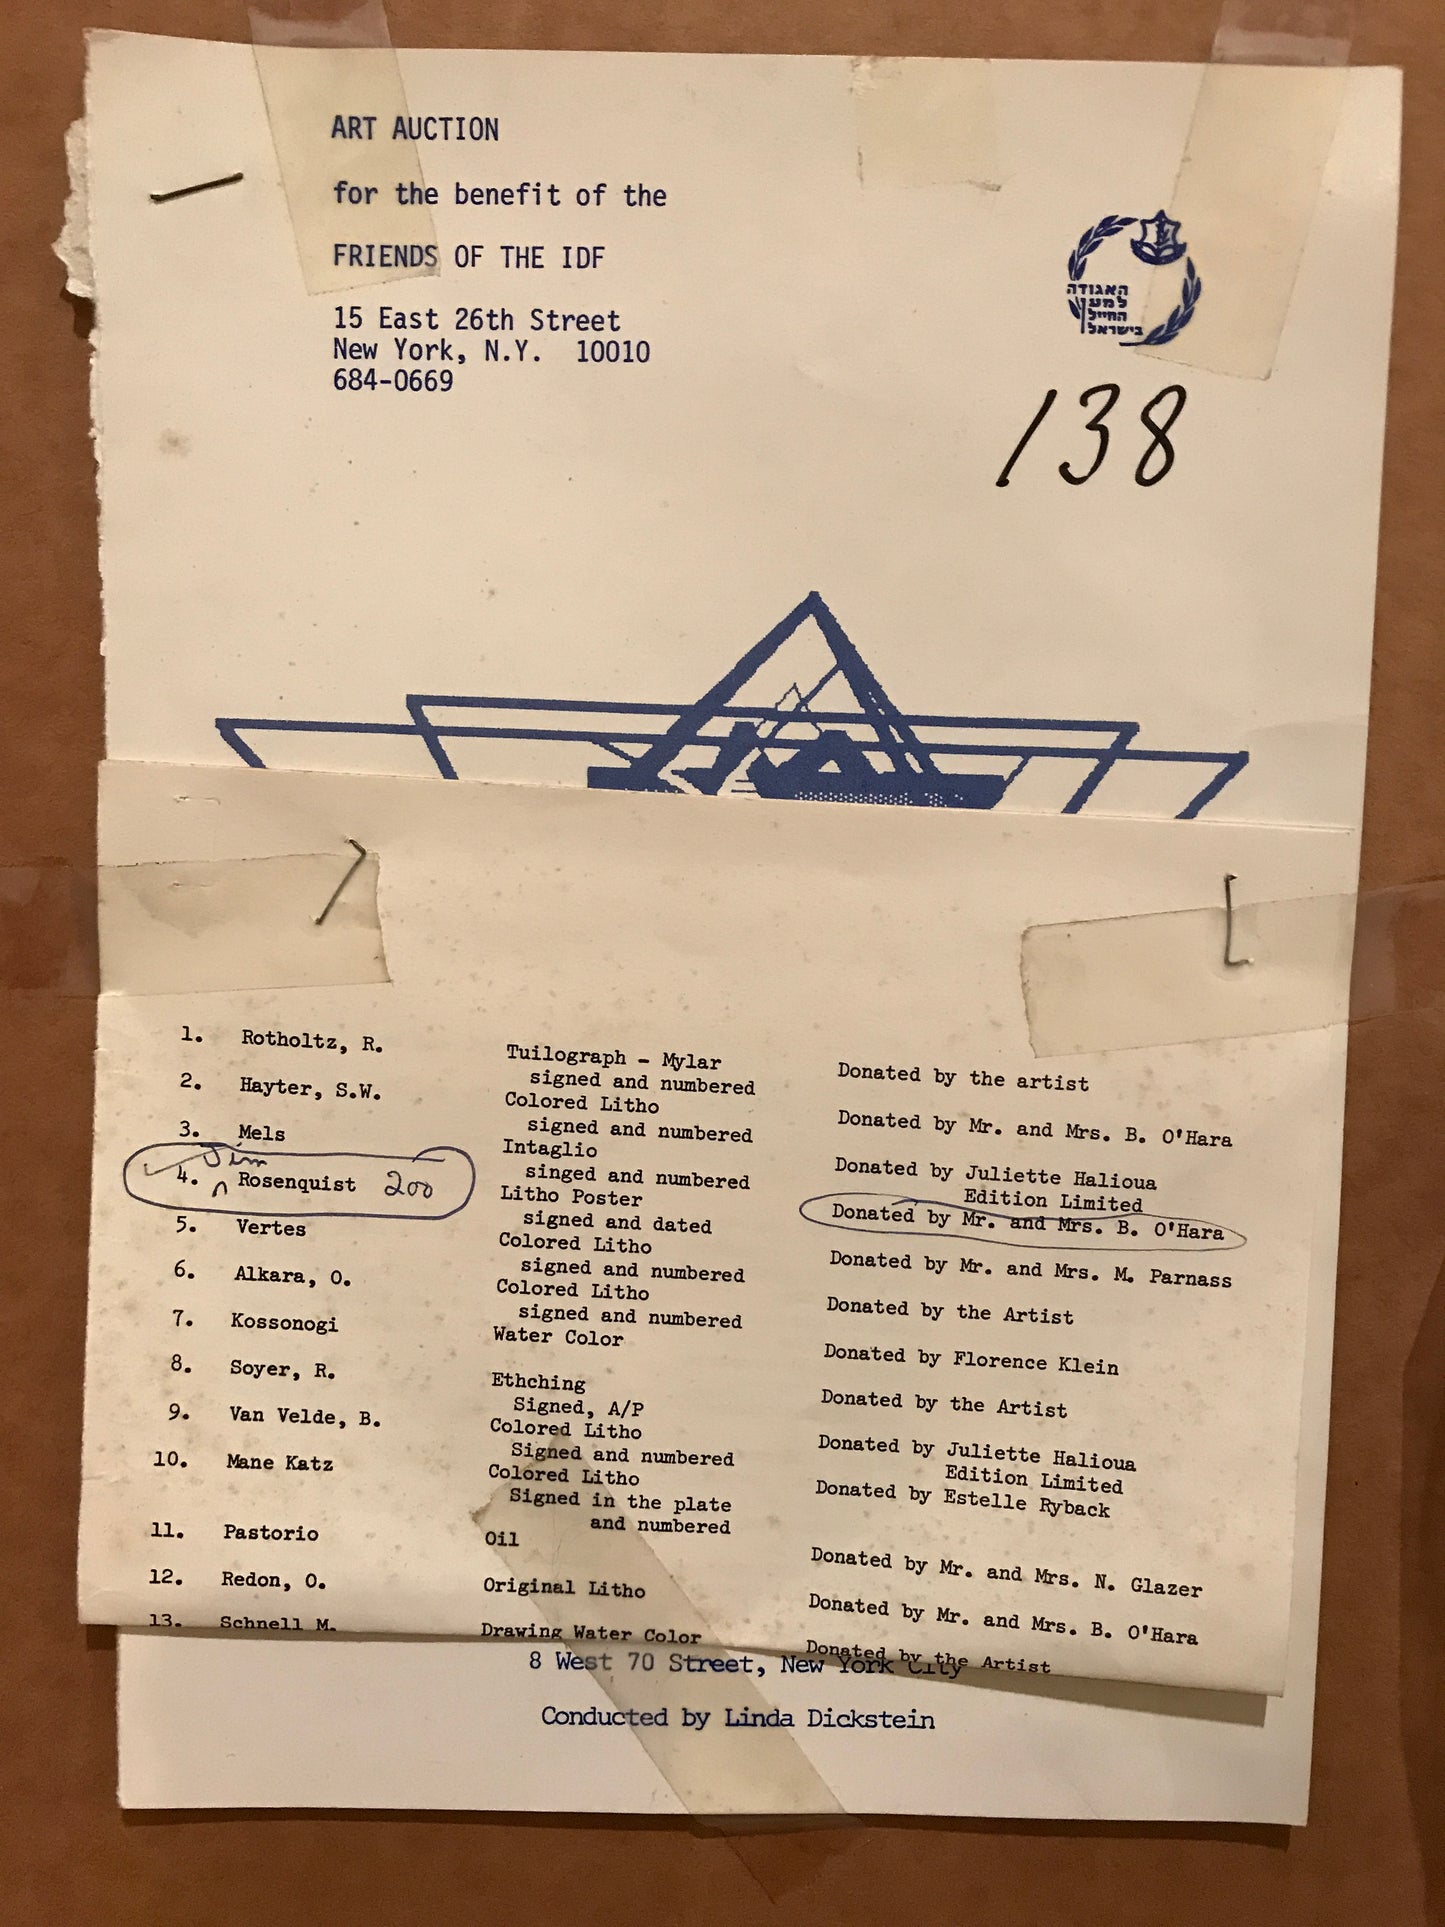 ART AUCTION
for the benefit of the
FRIENDS OF THE IDF
15 East 26th Street
New York, N.Y. 10010
684-0669
האגודה
למען
החייל
בישראל
138
1. Rotholtz, R. Tuilograph - Mylar Donated by the artist
signed and numbered
2. Hayter, S.W. Colored Litho Donated by Mr. and Mrs. B. O'Hara
signed and numbered
3. Mels Intaglio Donated by Juliette Halioua
singed and numbered Edition Limited
4. Jim Rosenquist 200 Litho Poster Donated by Mr. and Mrs. B. O'Hara
signed and dated
5. Vertes Colored Litho Donated by Mr. and Mrs. M. Parnass
signed and numbered
6. Alkara, O. Colored Litho Donated by the Artist
signed and numbered
7. Kossonogi Water Color Donated by Florence Klein
8. Soyer, R. Ethching Donated by the Artist
Signed, A/P
9. Van Velde, B. Colored Litho Donated by Juliette Halioua
Signed and numbered Edition Limited
10. Mane Katz Colored Litho Donated by Estelle Ryback
Signed in the plate
and numbered
11. Pastorio Oil Donated by Mr. and Mrs. N. Glazer
12. Redon, O. Original Litho Donated by Mr. and Mrs. B. O'Hara
13. Schnell M. Drawing Water Color Donated by the Artist
8 West 70 Street, New York City
Conducted by Linda Dickstein